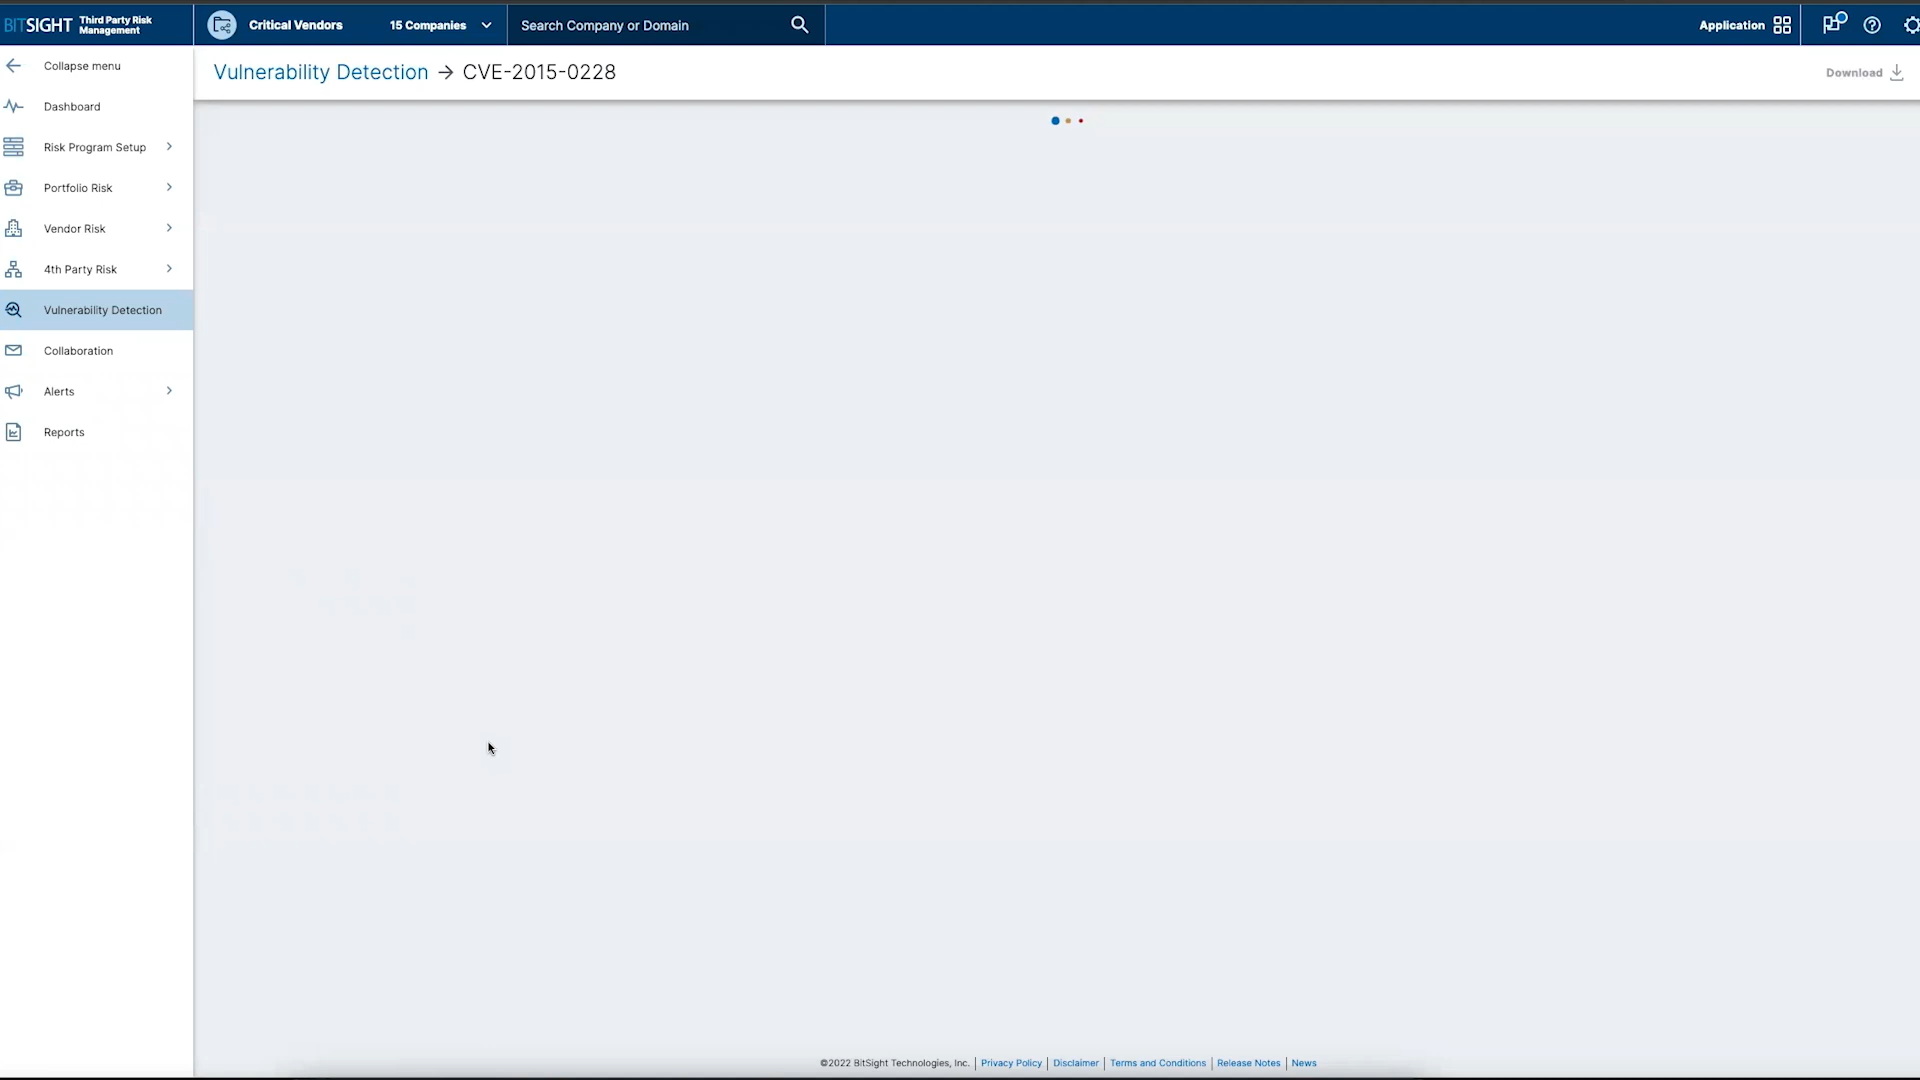 BITSIGHT Third Party Risk Management
Critical Vendors
15 Companies
Search Company or Domain
Application
Collapse menu
Vulnerability Detection → CVE-2015-0228
Download
Dashboard
Risk Program Setup
Portfolio Risk
Vendor Risk
4th Party Risk
Vulnerability Detection
Collaboration
Alerts
Reports
©2022 BitSight Technologies, Inc. | Privacy Policy | Disclaimer | Terms and Conditions | Release Notes | News